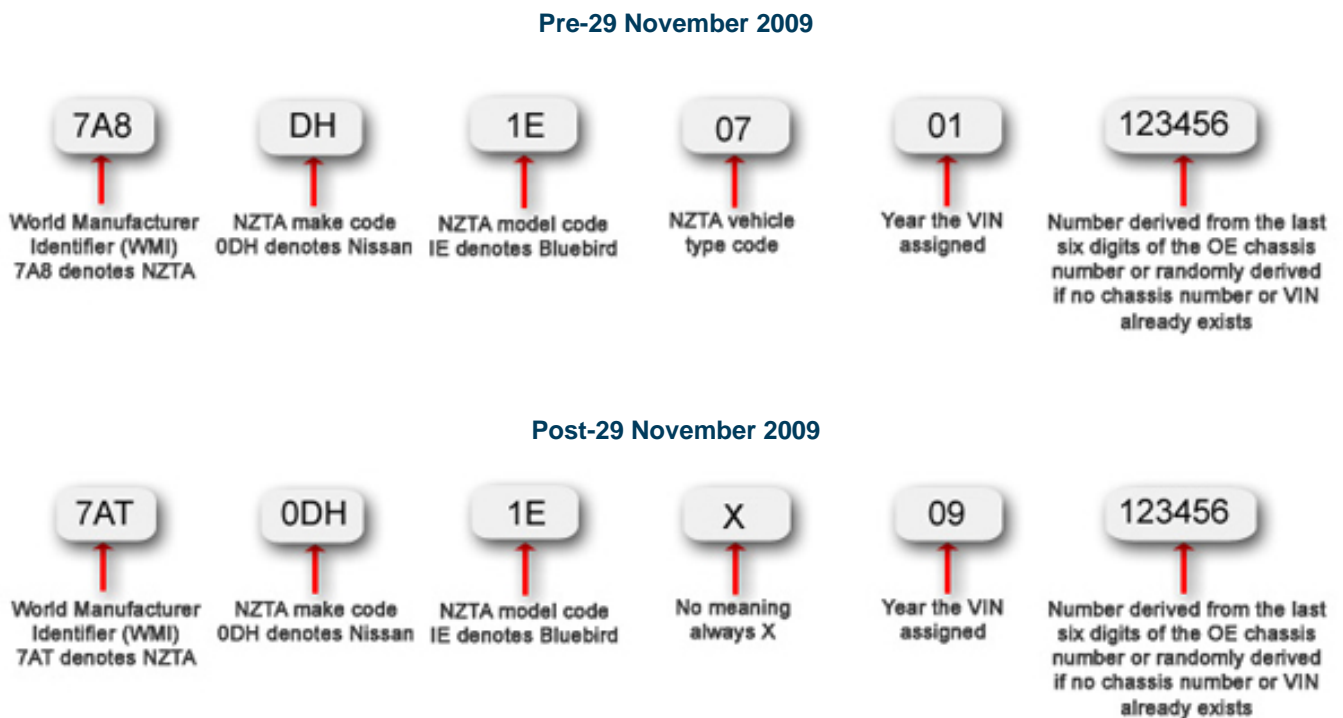 Pre-29 November 2009
7A8 DH 1E 07 01 123456
World Manufacturer
Identifier (WMI)
7A8 denotes NZTA
NZTA make code
0DH denotes Nissan
NZTA model code
IE denotes Bluebird
NZTA vehicle
type code
Year the VIN
assigned
Number derived from the last
six digits of the OE chassis
number or randomly derived
if no chassis number or VIN
already exists
Post-29 November 2009
7AT 0DH 1E X 09 123456
World Manufacturer
Identifier (WMI)
7AT denotes NZTA
NZTA make code
0DH denotes Nissan
NZTA model code
IE denotes Bluebird
No meaning
always X
Year the VIN
assigned
Number derived from the last
six digits of the OE chassis
number or randomly derived
if no chassis number or VIN
already exists